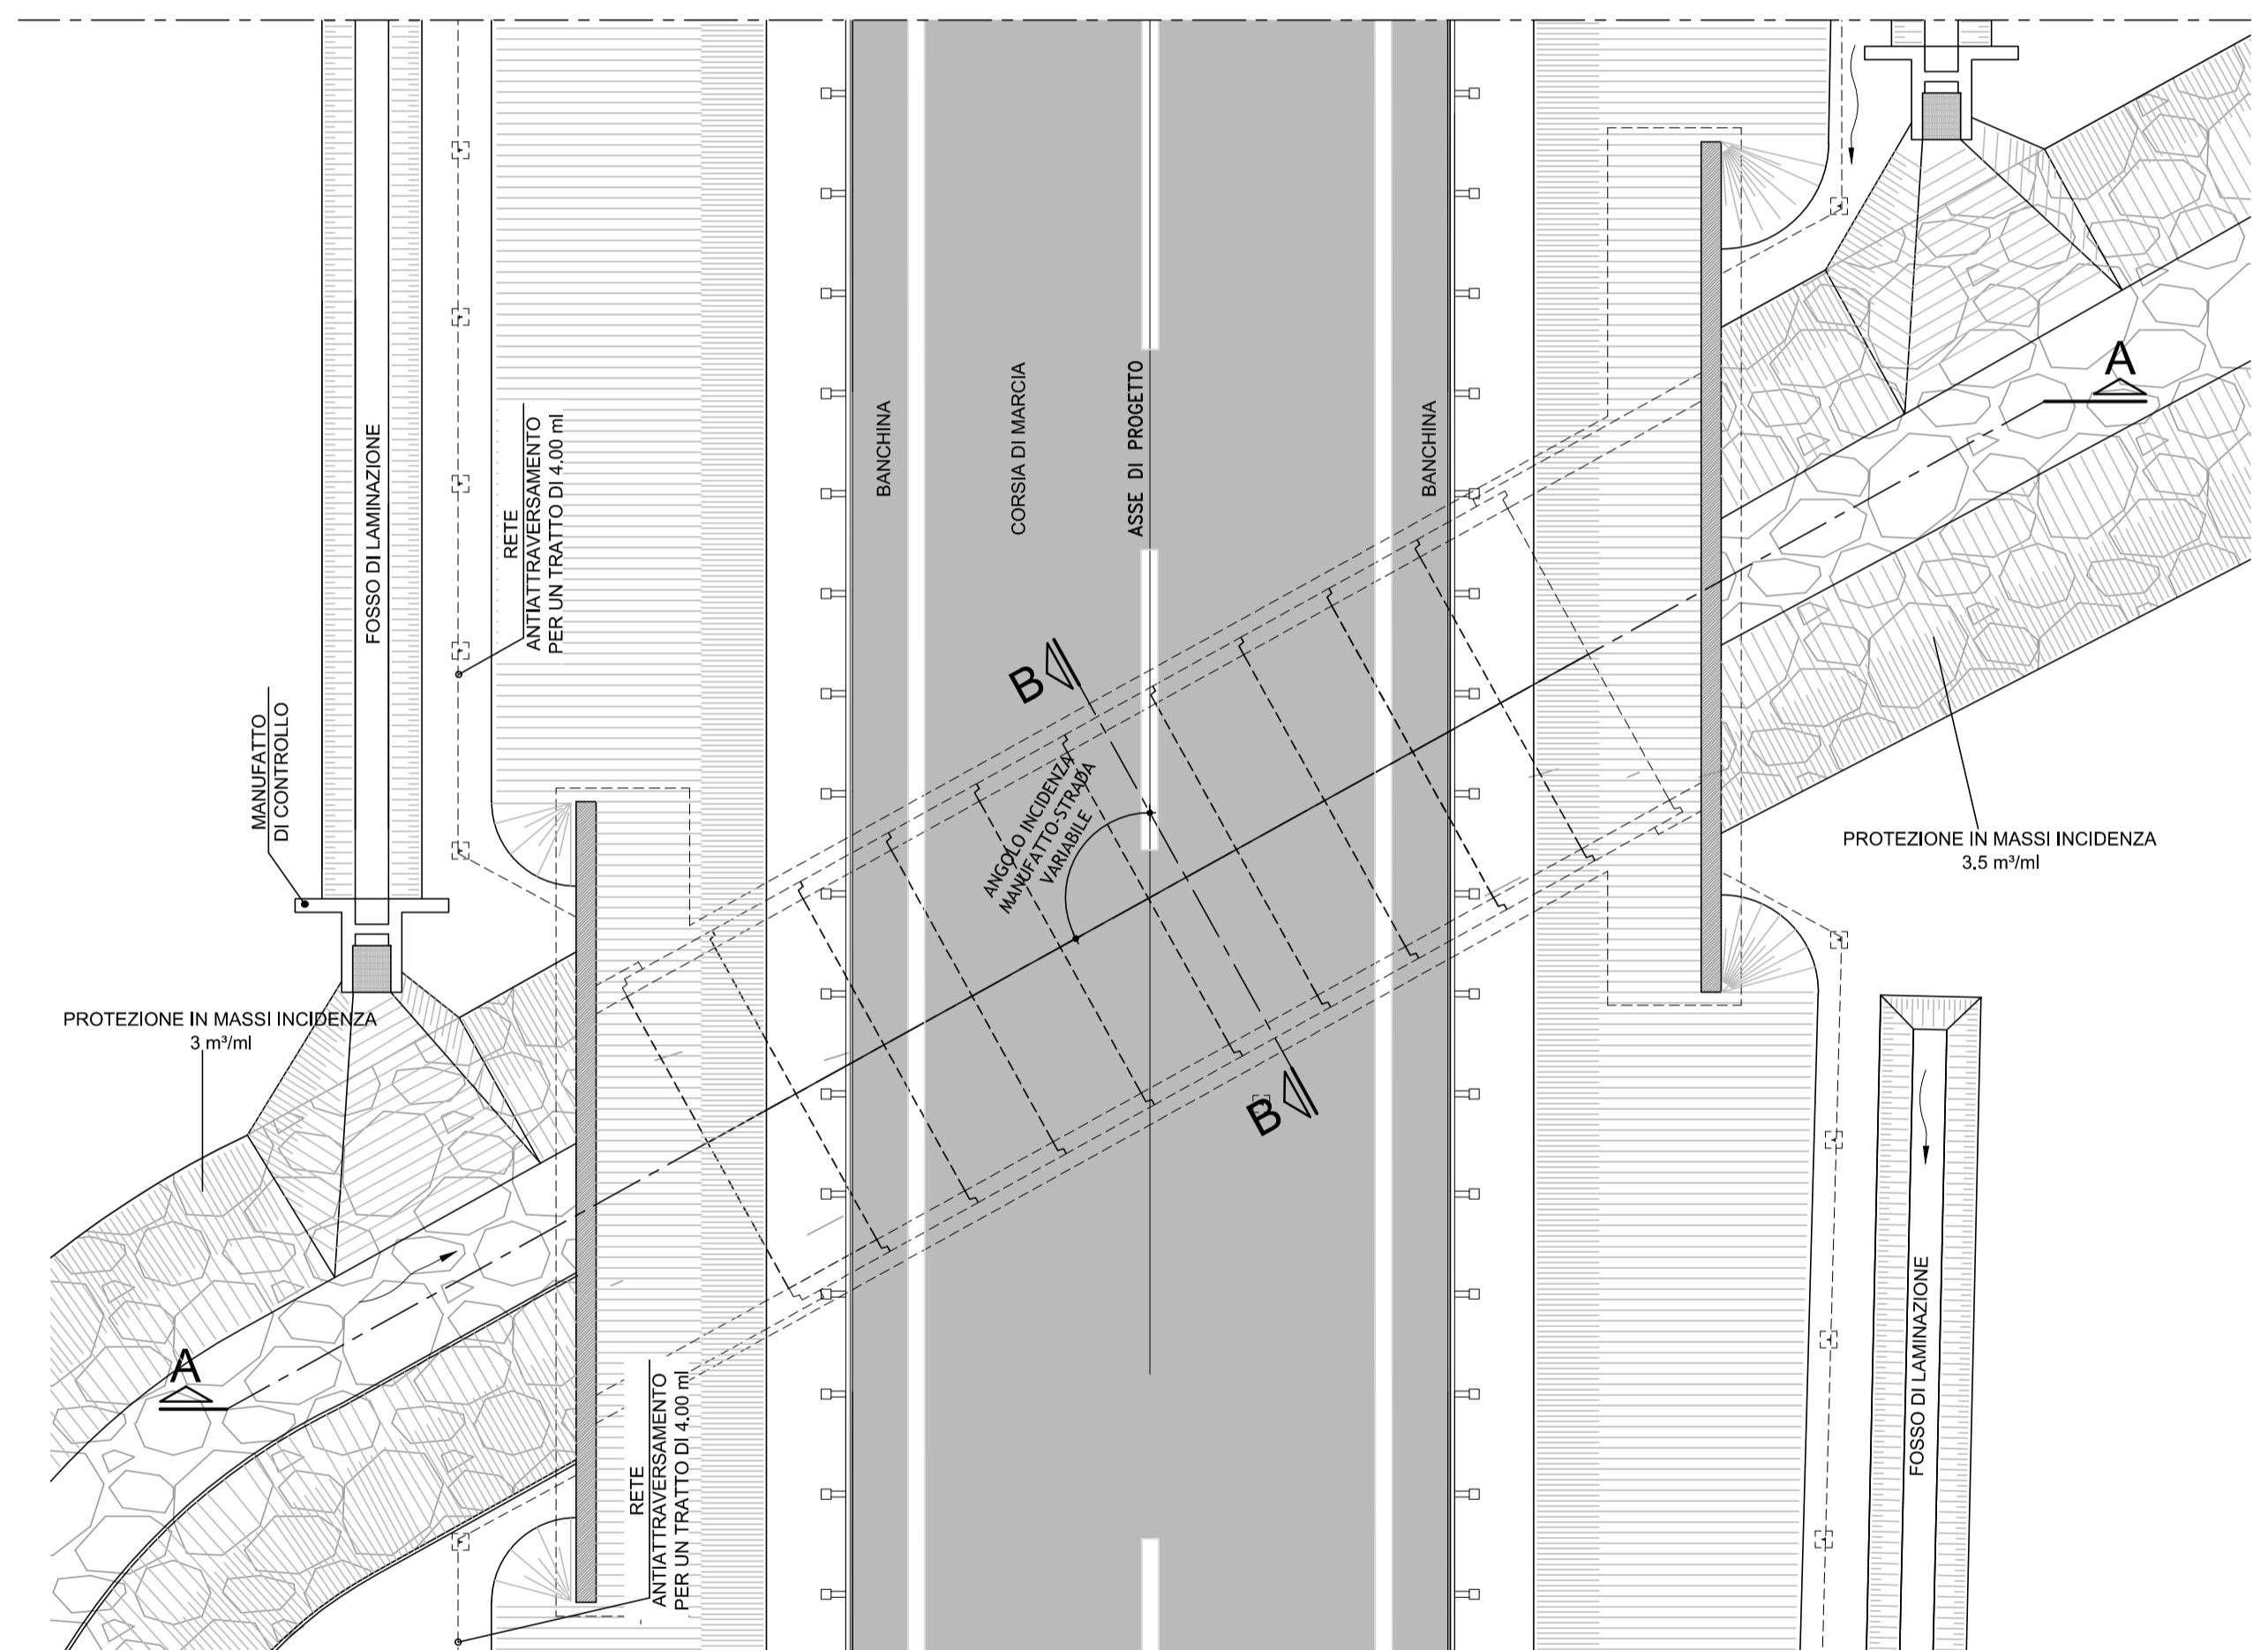 FOSSO DI LAMINAZIONE
RETE
ANTIATTRAVERSAMENTO
PER UN TRATTO DI 4.00 ml
BANCHINA
CORSIA DI MARCIA
ASSE DI PROGETTO
BANCHINA
A
MANUFATTO
DI CONTROLLO
B
ANGOLO INCIDENZA
MANUFATTO-STRADA
VARIABILE
PROTEZIONE IN MASSI INCIDENZA
3.5 m³/ml
PROTEZIONE IN MASSI INCIDENZA
3 m³/ml
B
A
RETE
ANTIATTRAVERSAMENTO
PER UN TRATTO DI 4.00 ml
FOSSO DI LAMINAZIONE